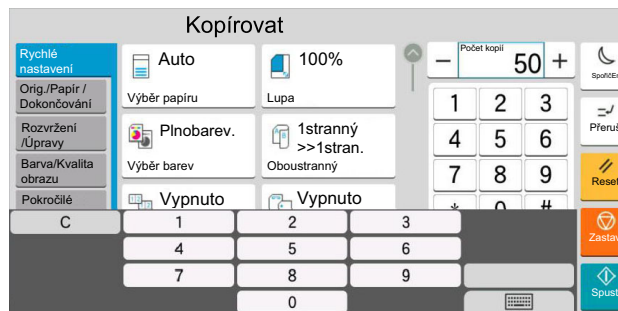 Kopírovat
Rychlé
nastavení
Orig./Papír /
Dokončování
Rozvržení
/Úpravy
Barva/Kvalita
obrazu
Pokročilé
Auto
Výběr papíru
100%
Lupa
Plnobarev.
Výběr barev
1stranný
>>1stran.
Oboustranný
Vypnuto
Vypnuto
Počet kopií
− 50 +
1 2 3
4 5 6
7 8 9
* 0 #
Spořič
Přeruš
Reset
Zastav
Spust
C 1 2 3
4 5 6
7 8 9
0